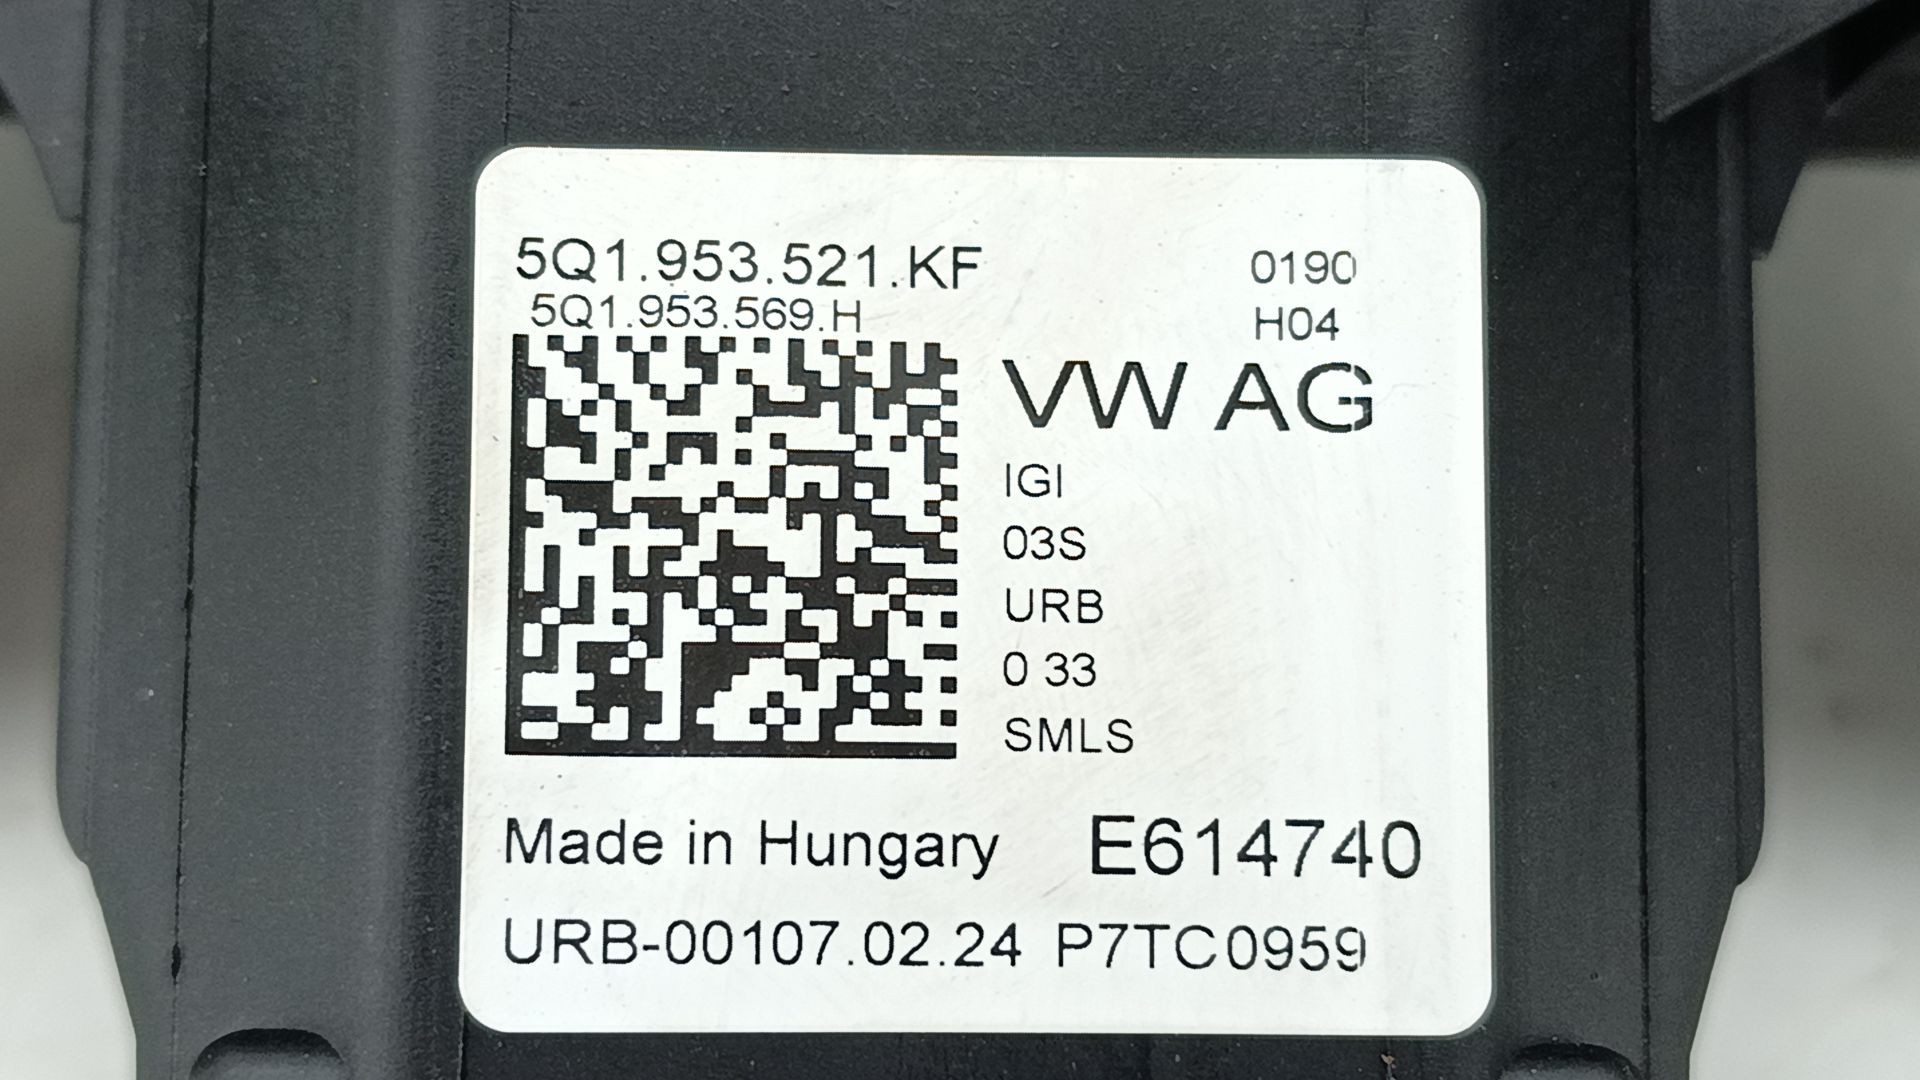 5Q1.953.521.KF 0190
5Q1.953.569.H H04
VW AG
IGI
03S
URB
0 33
SMLS
Made in Hungary E614740
URB-00107.02.24 P7TC0959